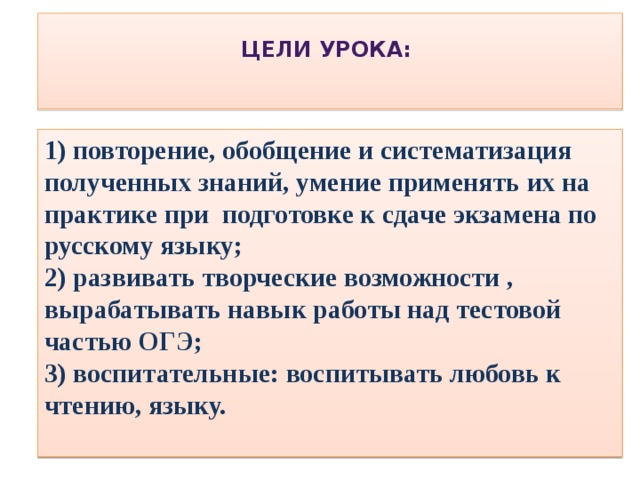 ЦЕЛИ УРОКА:
1) повторение, обобщение и систематизация
полученных знаний, умение применять их на
практике при  подготовке к сдаче экзамена по
русскому языку;
2) развивать творческие возможности ,
вырабатывать навык работы над тестовой
частью ОГЭ;
3) воспитательные: воспитывать любовь к
чтению, языку.